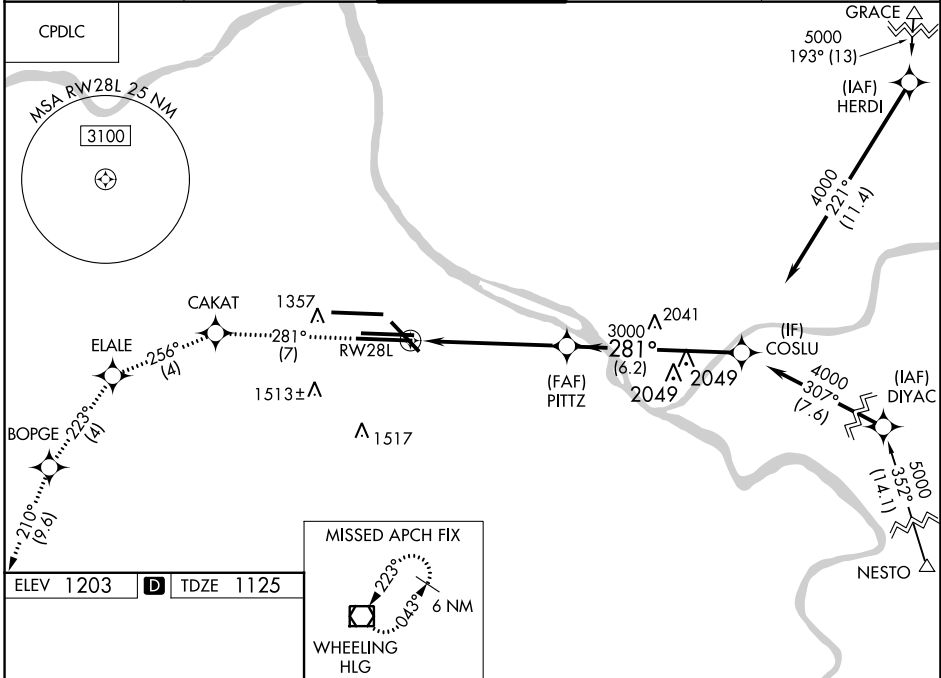 CPDLC
MSA RW28L 25 NM
3100
GRACE
5000
193° (13)
(IAF)
HERDI
4000
221°
(11.4)
CAKAT
1357
281°
(7)
RW28L
ELALE
256°
(4)
1513±
1517
BOPGE
223°
(4)
210°
(9.6)
(FAF)
PITTZ
3000
281°
(6.2)
2041
2049
2049
(IF)
COSLU
4000
307°
(7.6)
(IAF)
DIYAC
5000
352°
(14.1)
NESTO
ELEV 1203 D TDZE 1125
MISSED APCH FIX
223°
043°
6 NM
WHEELING
HLG